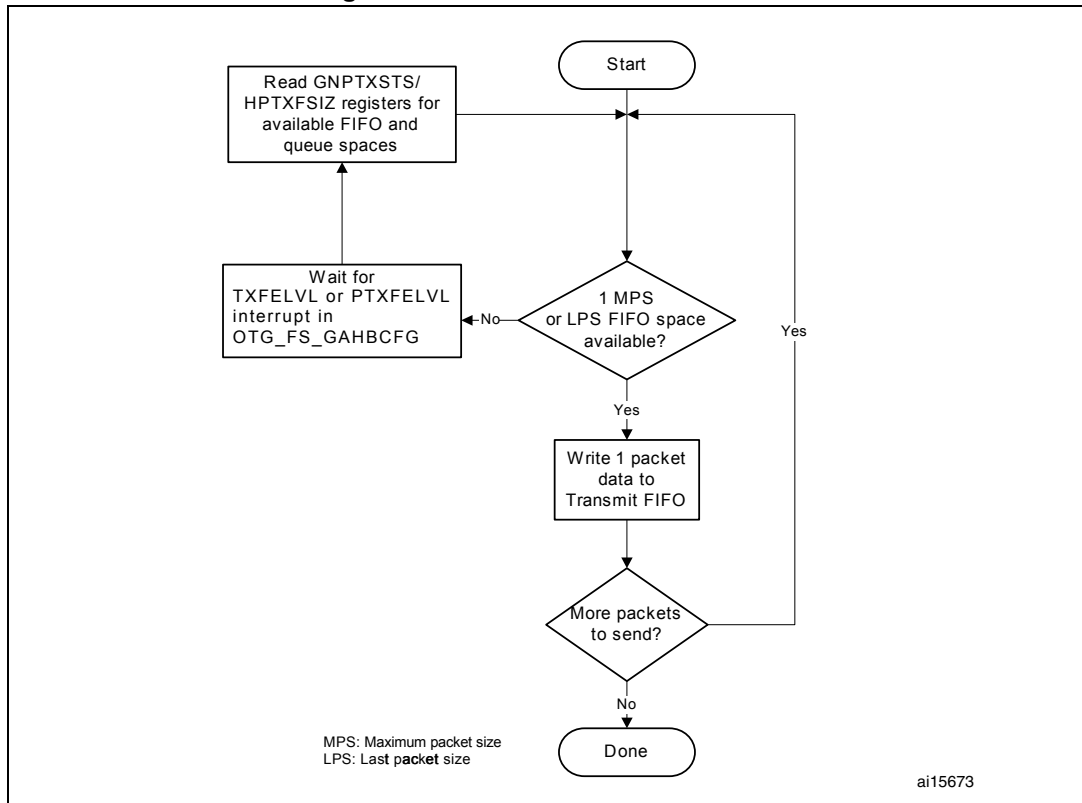 Start
Read GNPTXSTS/
HPTXFSIZ registers for
available FIFO and
queue spaces
Wait for
TXFELVL or PTXFELVL
interrupt in
OTG_FS_GAHBCFG
No
1 MPS
or LPS FIFO space
available?
Yes
Yes
Write 1 packet
data to
Transmit FIFO
More packets
to send?
No
Done
MPS: Maximum packet size
LPS: Last packet size
ai15673